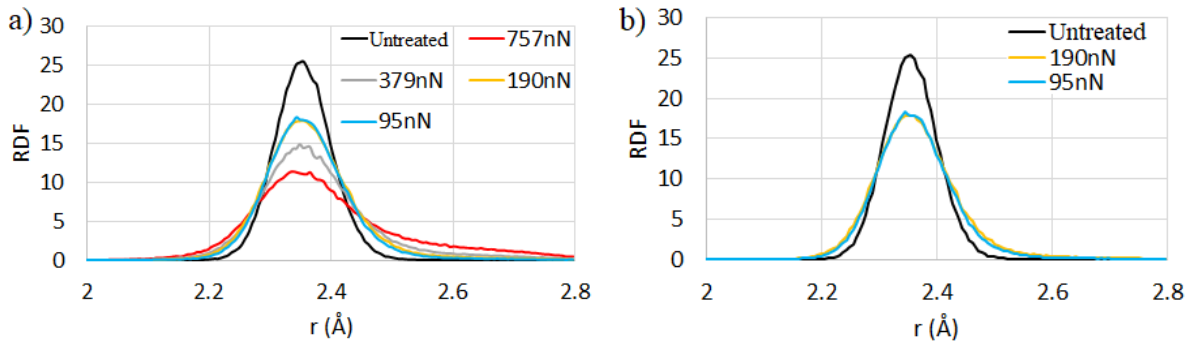 a)
30
25
20
15
10
5
0
RDF
Untreated 757nN
379nN 190nN
95nN
2 2.2 2.4 2.6 2.8
r (Å)
b)
30
25
20
15
10
5
0
RDF
Untreated
190nN
95nN
2 2.2 2.4 2.6 2.8
r (Å)